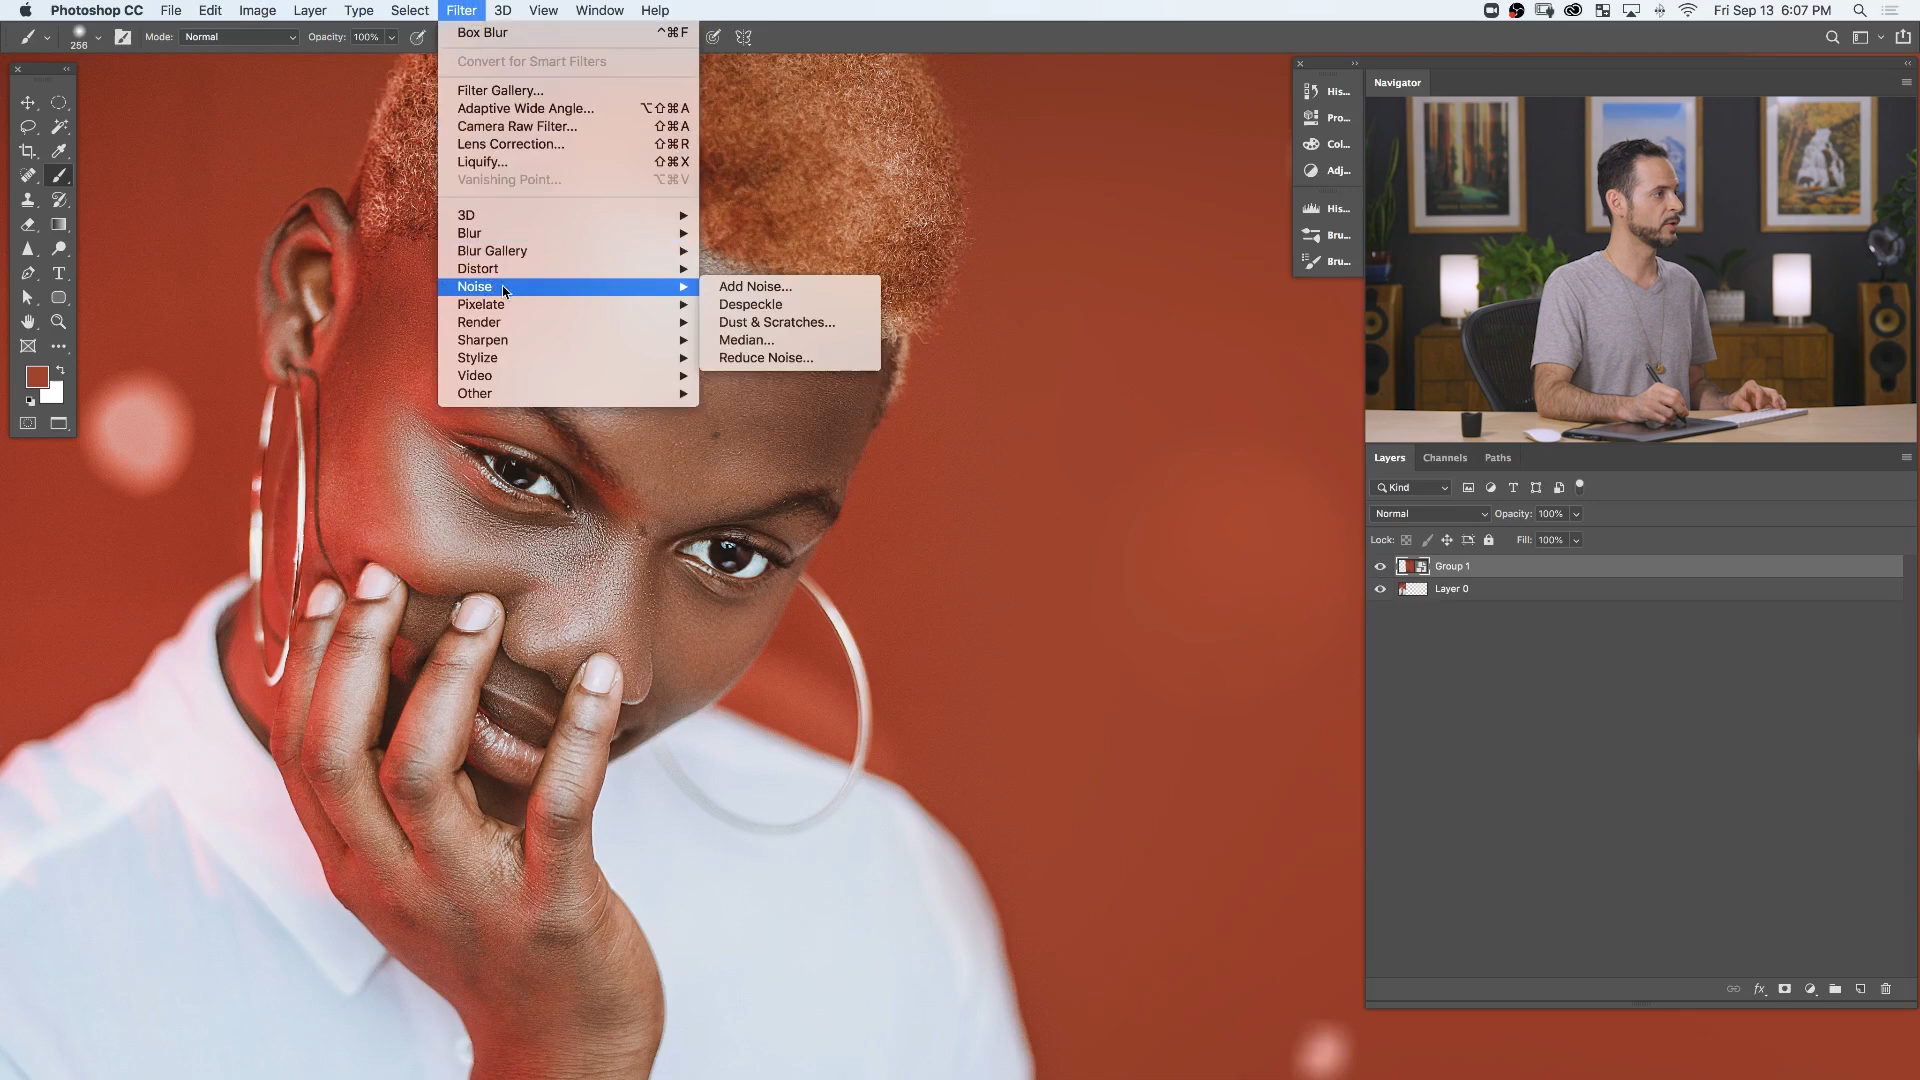 Photoshop CC File Edit Image Layer Type Select Filter 3D View Window Help Fri Sep 13 6:07 PM
256 Mode: Normal Opacity: 100%
Box Blur ^⌘F
Convert for Smart Filters
Filter Gallery...
Adaptive Wide Angle... ⌥⇧⌘A
Camera Raw Filter... ⇧⌘A
Lens Correction... ⇧⌘R
Liquify... ⇧⌘X
Vanishing Point... ⌥⌘V
3D
Blur
Blur Gallery
Distort
Noise
Pixelate
Render
Sharpen
Stylize
Video
Other
Add Noise...
Despeckle
Dust & Scratches...
Median...
Reduce Noise...
His...
Pro...
Col...
Adj...
His...
Bru...
Bru...
Navigator
Layers Channels Paths
Kind
Normal Opacity: 100%
Lock: Fill: 100%
Group 1
Layer 0
fx